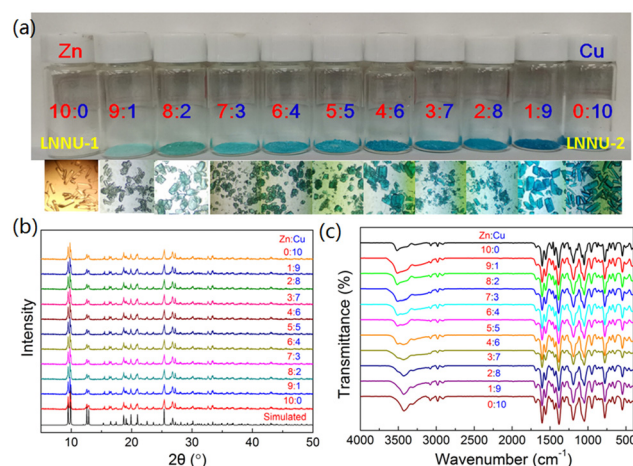 (a)
Zn Cu
10:0 9:1 8:2 7:3 6:4 5:5 4:6 3:7 2:8 1:9 0:10
LNNU-1 LNNU-2
(b)
Zn:Cu
0:10
1:9
2:8
3:7
4:6
5:5
6:4
7:3
8:2
9:1
10:0
Simulated
Intensity
10 20 30 40 50
2θ (°)
(c)
Zn:Cu
10:0
9:1
8:2
7:3
6:4
5:5
4:6
3:7
2:8
1:9
0:10
Transmittance (%)
4000 3500 3000 2500 2000 1500 1000 500
Wavenumber (cm⁻¹)